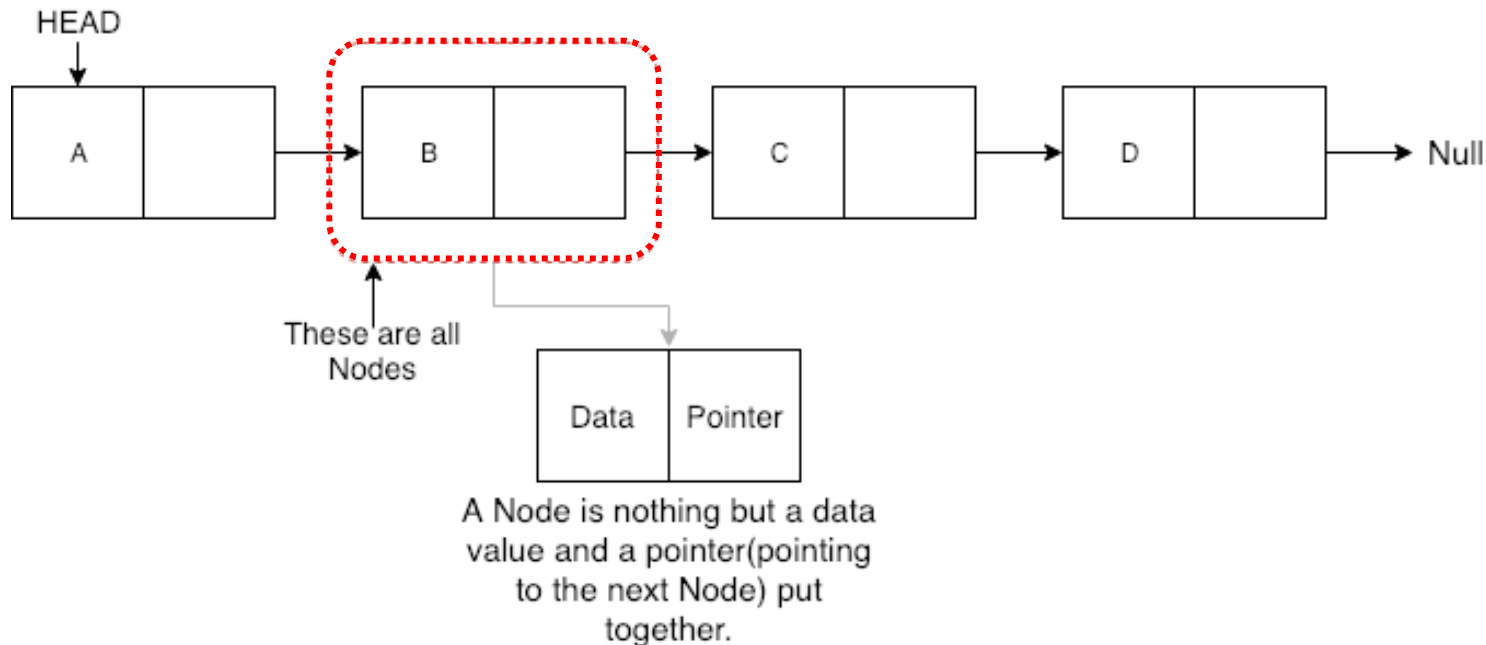 HEAD
A
B
C
D
Null
These are all
Nodes
Data
Pointer
A Node is nothing but a data
value and a pointer(pointing
to the next Node) put
together.